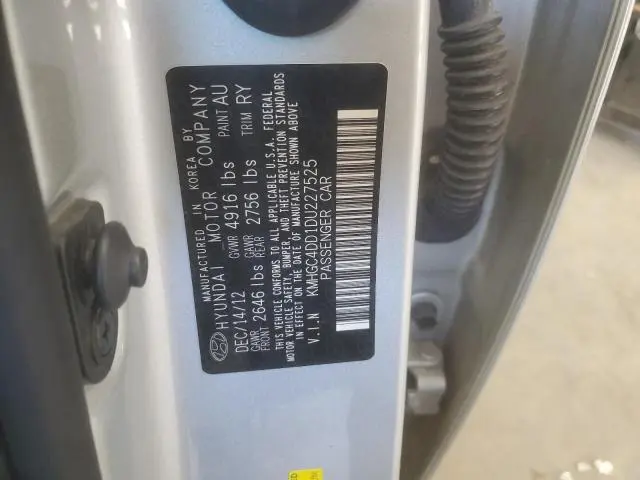 MANUFACTURED IN KOREA BY
HYUNDAI MOTOR COMPANY
DEC/14/12 GVWR 4916 lbs PAINT AU
GAWR FRONT 2646 lbs GAWR REAR 2756 lbs TRIM RY
THIS VEHICLE CONFORMS TO ALL APPLICABLE U.S.A. FEDERAL
MOTOR VEHICLE SAFETY, BUMPER, AND THEFT PREVENTION STANDARDS
IN EFFECT ON THE DATE OF MANUFACTURE SHOWN ABOVE
V.I.N KMHGC4DD1DU227525
PASSENGER CAR